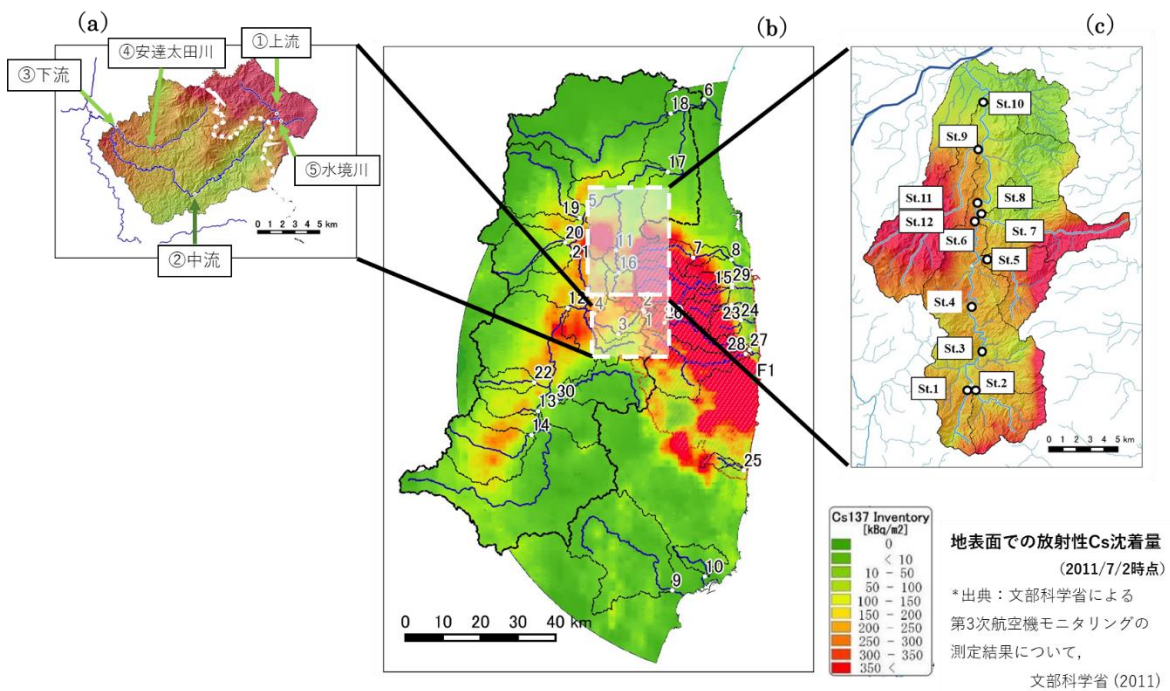 (a)
④安達太田川
①上流
③下流
⑤水境川
0 1 2 3 4 5 km
②中流
(b)
6
18
17
5
19
20
11
21
16
7
8
15
29
12
4
2
1
26
23
24
3
28
27
F1
22
13
30
14
25
10
9
0 10 20 30 40
km
(c)
St.10
St.9
St.11
St.8
St.12
St.6
St. 7
St.5
St.4
St.3
St.1
St.2
0 1 2 3 4 5 km
Cs137 Inventory
[kBq/m2]
0
< 10
10 - 50
50 - 100
100 - 150
150 - 200
200 - 250
250 - 300
300 - 350
350 <
地表面での放射性Cs沈着量
(2011/7/2時点)
*出典：文部科学省による
第3次航空機モニタリングの
測定結果について,
文部科学省 (2011)